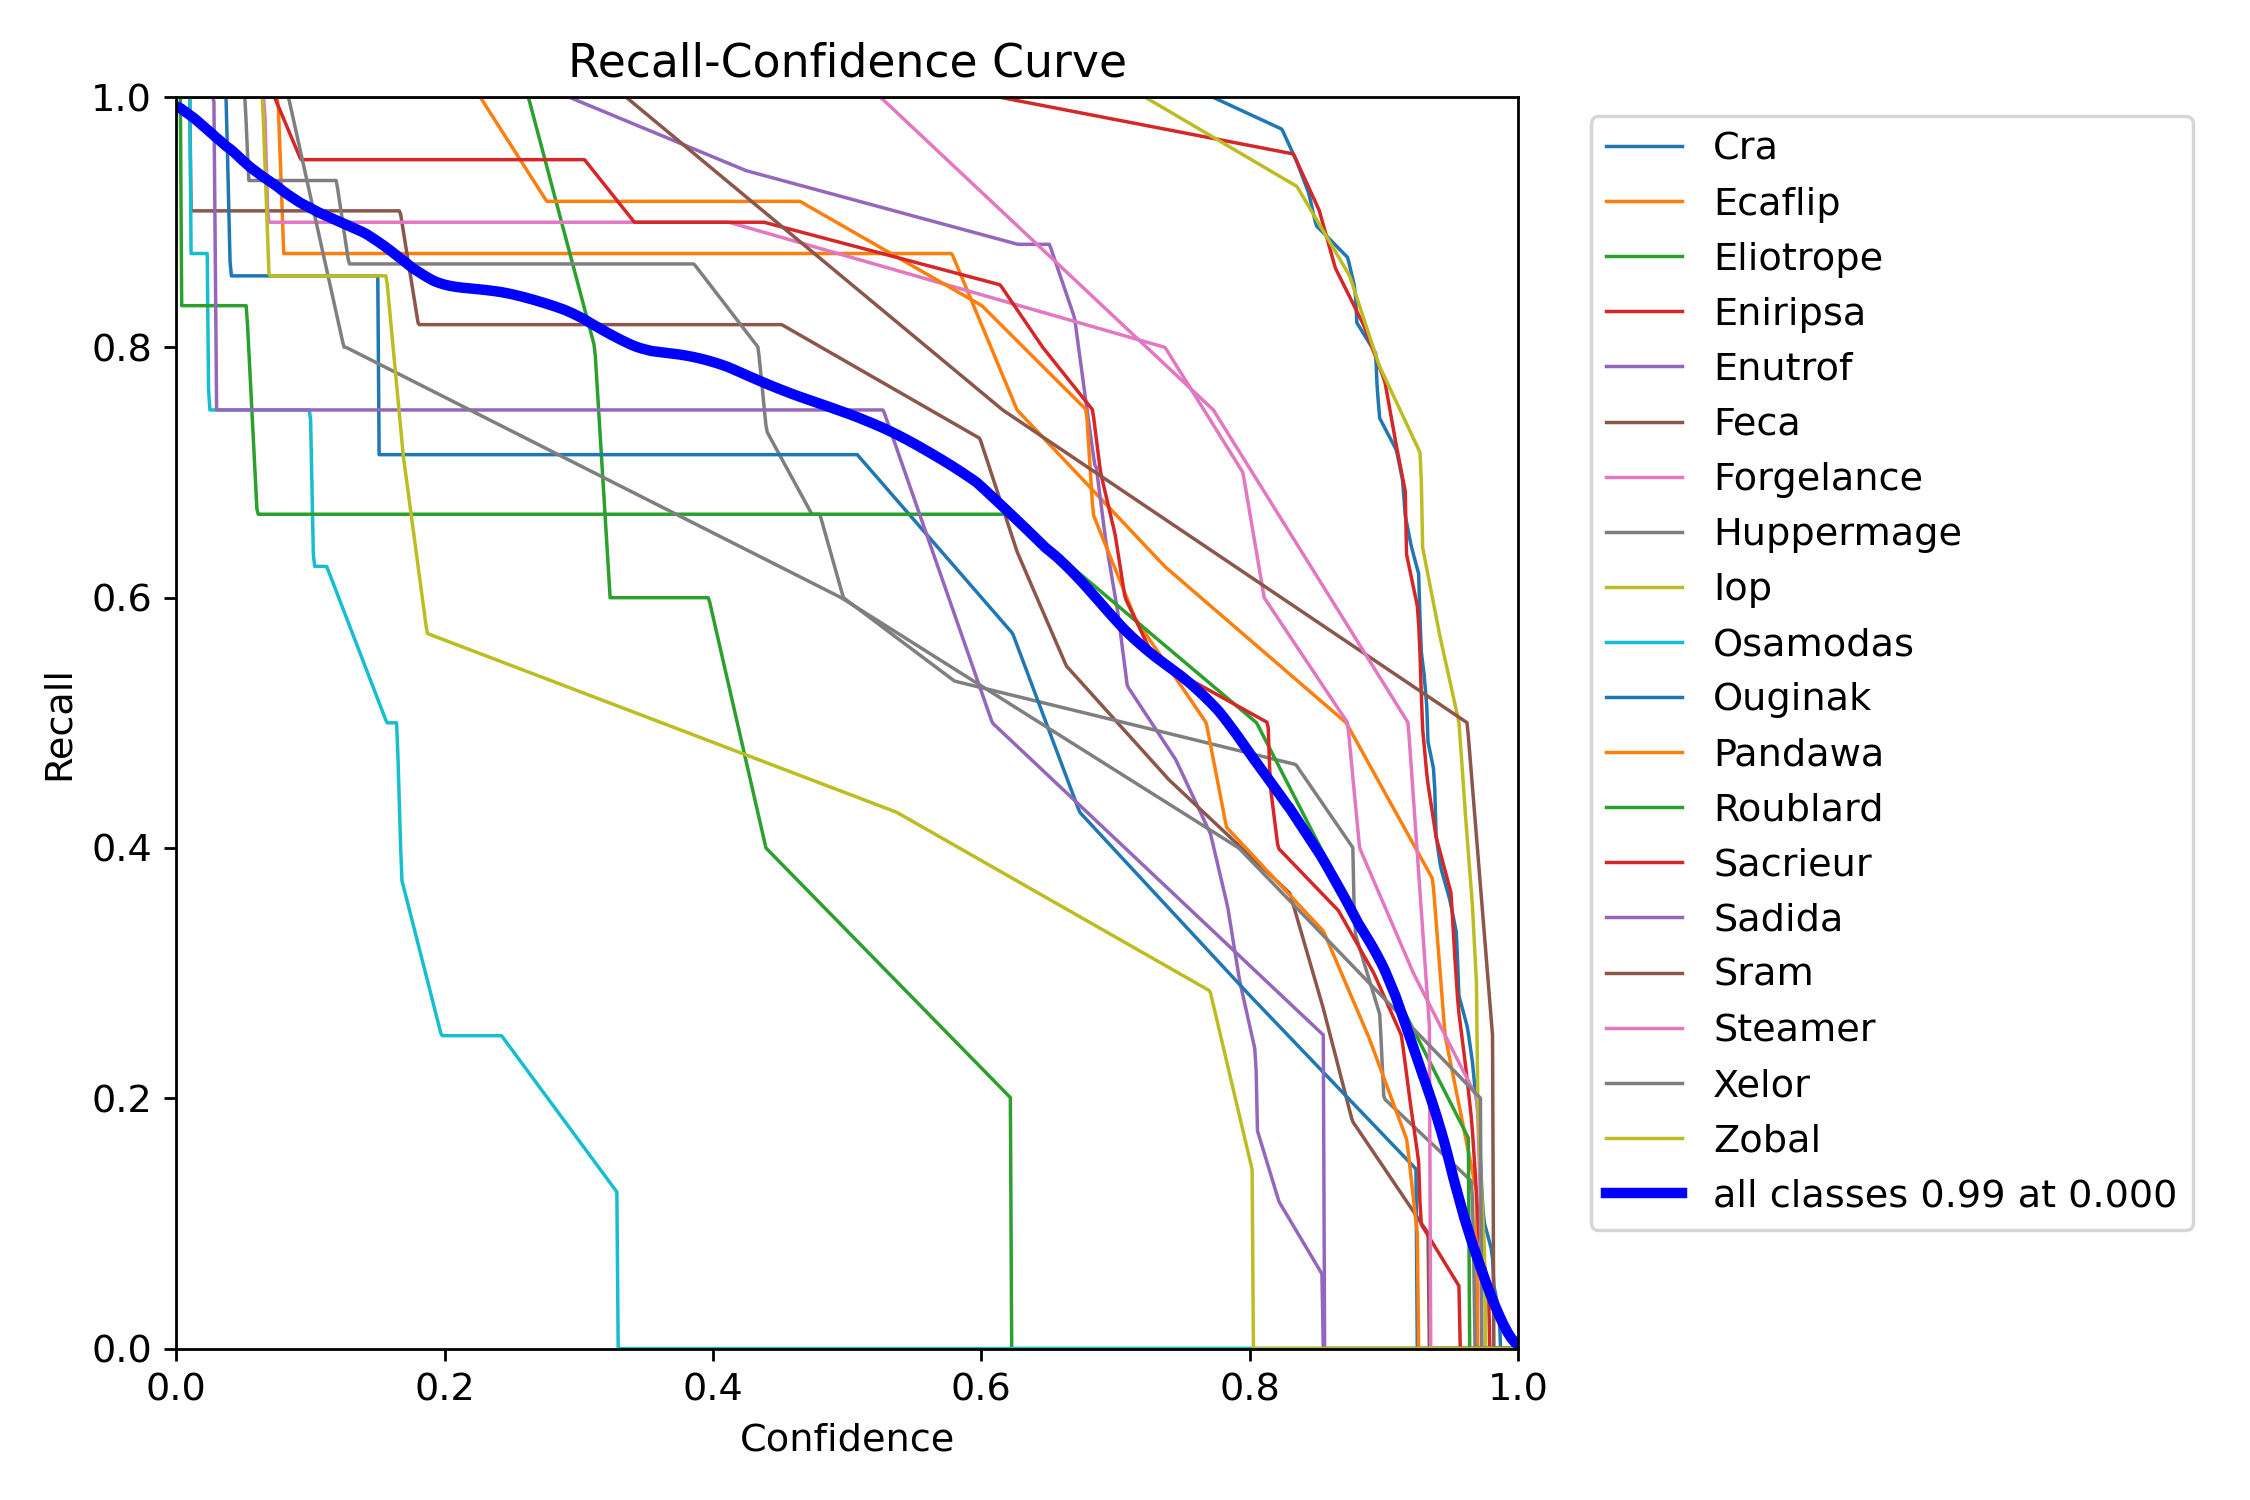 Recall-Confidence Curve
1.0
0.8
0.6
0.4
0.2
0.0
Recall
0.0 0.2 0.4 0.6 0.8 1.0
Confidence
Cra
Ecaflip
Eliotrope
Eniripsa
Enutrof
Feca
Forgelance
Huppermage
Iop
Osamodas
Ouginak
Pandawa
Roublard
Sacrieur
Sadida
Sram
Steamer
Xelor
Zobal
all classes 0.99 at 0.000